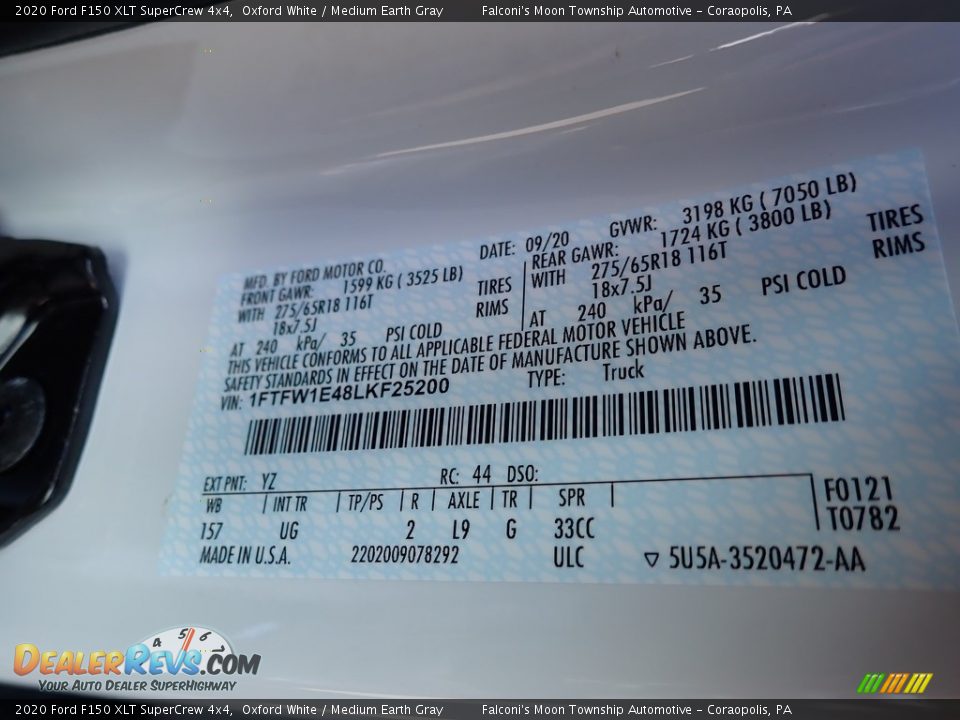 2020 Ford F150 XLT SuperCrew 4x4, Oxford White / Medium Earth Gray Falconi's Moon Township Automotive - Coraopolis, PA
MFD. BY FORD MOTOR CO. DATE: 09/20 GVWR: 3198 KG ( 7050 LB)
FRONT GAWR: 1599 KG ( 3525 LB) REAR GAWR: 1724 KG ( 3800 LB)
WITH 275/65R18 116T TIRES WITH 275/65R18 116T TIRES
18x7.5J RIMS 18x7.5J RIMS
AT 240 kPa/ 35 PSI COLD AT 240 kPa/ 35 PSI COLD
THIS VEHICLE CONFORMS TO ALL APPLICABLE FEDERAL MOTOR VEHICLE
SAFETY STANDARDS IN EFFECT ON THE DATE OF MANUFACTURE SHOWN ABOVE.
VIN: 1FTFW1E48LKF25200 TYPE: Truck
EXT PNT: YZ RC: 44 DSO:
WB INT TR TP/PS R AXLE TR SPR F0121
157 UG 2 L9 G 33CC T0782
MADE IN U.S.A. 2202009078292 ULC ▽ 5U5A-3520472-AA
4 5 6
DEALERREVS.COM
YOUR AUTO DEALER SUPERHIGHWAY
2020 Ford F150 XLT SuperCrew 4x4, Oxford White / Medium Earth Gray Falconi's Moon Township Automotive - Coraopolis, PA